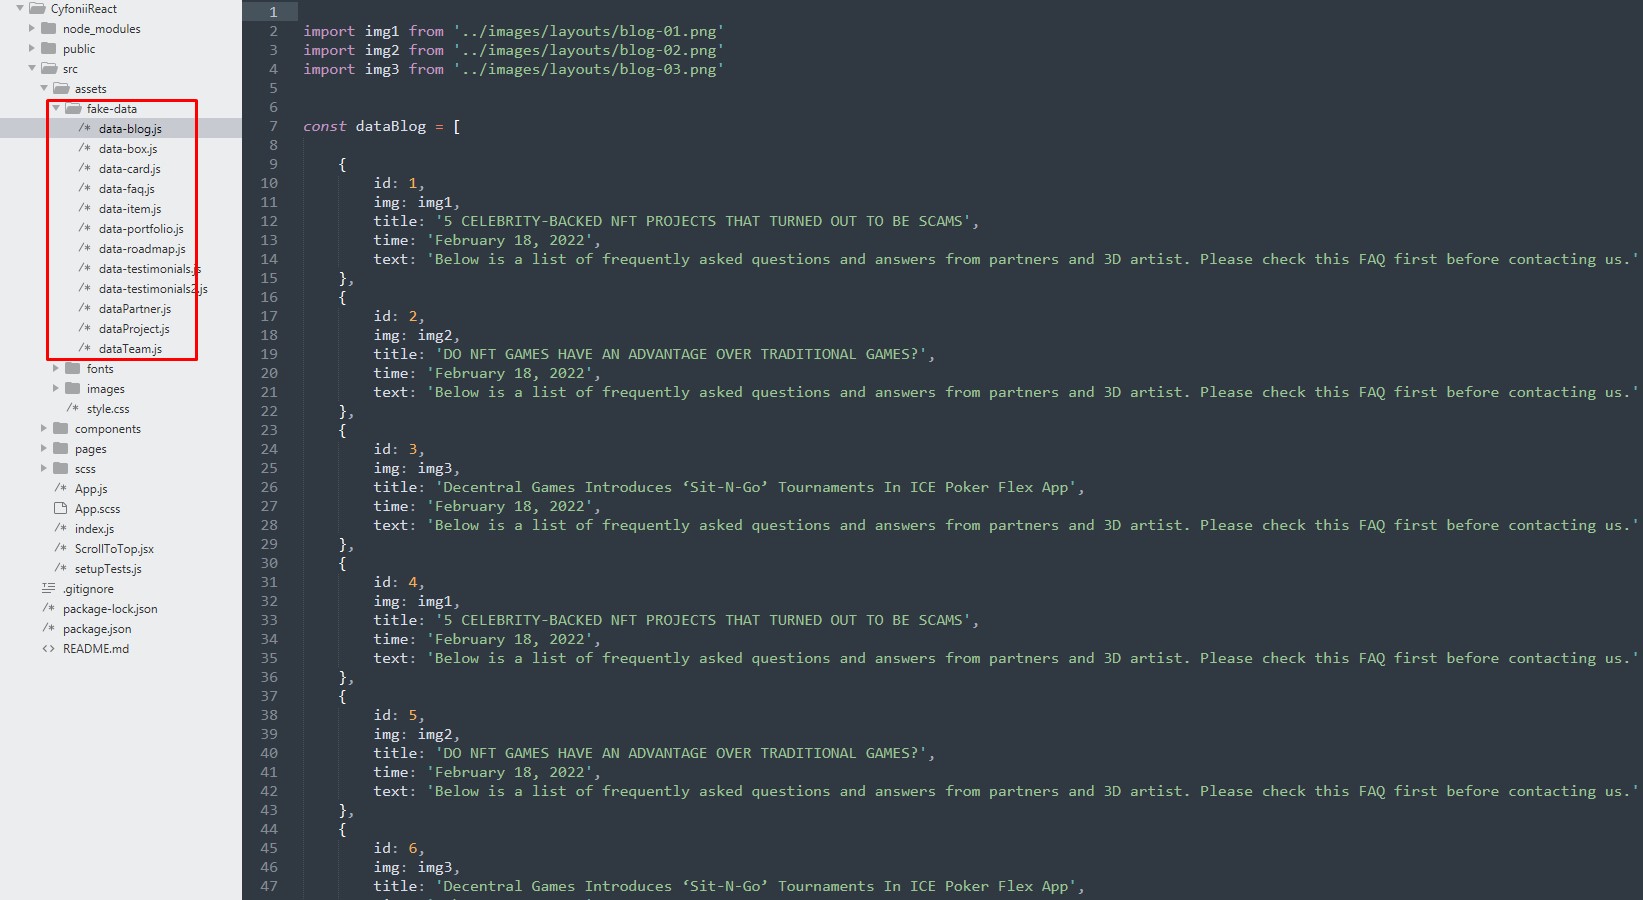 CyfoniiReact
node_modules
public
src
assets
fake-data
/* data-blog.js
/* data-box.js
/* data-card.js
/* data-faq.js
/* data-item.js
/* data-portfolio.js
/* data-roadmap.js
/* data-testimonials.js
/* data-testimonials2.js
/* dataPartner.js
/* dataProject.js
/* dataTeam.js
fonts
images
/* style.css
components
pages
scss
/* App.js
App.scss
/* index.js
/* ScrollToTop.jsx
/* setupTests.js
.gitignore
/* package-lock.json
/* package.json
<> README.md
1
2 import img1 from '../images/layouts/blog-01.png'
3 import img2 from '../images/layouts/blog-02.png'
4 import img3 from '../images/layouts/blog-03.png'
5
6
7 const dataBlog = [
8
9 {
10 id: 1,
11 img: img1,
12 title: '5 CELEBRITY-BACKED NFT PROJECTS THAT TURNED OUT TO BE SCAMS',
13 time: 'February 18, 2022',
14 text: 'Below is a list of frequently asked questions and answers from partners and 3D artist. Please check this FAQ first before contacting us.'
15 },
16 {
17 id: 2,
18 img: img2,
19 title: 'DO NFT GAMES HAVE AN ADVANTAGE OVER TRADITIONAL GAMES?',
20 time: 'February 18, 2022',
21 text: 'Below is a list of frequently asked questions and answers from partners and 3D artist. Please check this FAQ first before contacting us.'
22 },
23 {
24 id: 3,
25 img: img3,
26 title: 'Decentral Games Introduces ‘Sit-N-Go’ Tournaments In ICE Poker Flex App',
27 time: 'February 18, 2022',
28 text: 'Below is a list of frequently asked questions and answers from partners and 3D artist. Please check this FAQ first before contacting us.'
29 },
30 {
31 id: 4,
32 img: img1,
33 title: '5 CELEBRITY-BACKED NFT PROJECTS THAT TURNED OUT TO BE SCAMS',
34 time: 'February 18, 2022',
35 text: 'Below is a list of frequently asked questions and answers from partners and 3D artist. Please check this FAQ first before contacting us.'
36 },
37 {
38 id: 5,
39 img: img2,
40 title: 'DO NFT GAMES HAVE AN ADVANTAGE OVER TRADITIONAL GAMES?',
41 time: 'February 18, 2022',
42 text: 'Below is a list of frequently asked questions and answers from partners and 3D artist. Please check this FAQ first before contacting us.'
43 },
44 {
45 id: 6,
46 img: img3,
47 title: 'Decentral Games Introduces ‘Sit-N-Go’ Tournaments In ICE Poker Flex App',